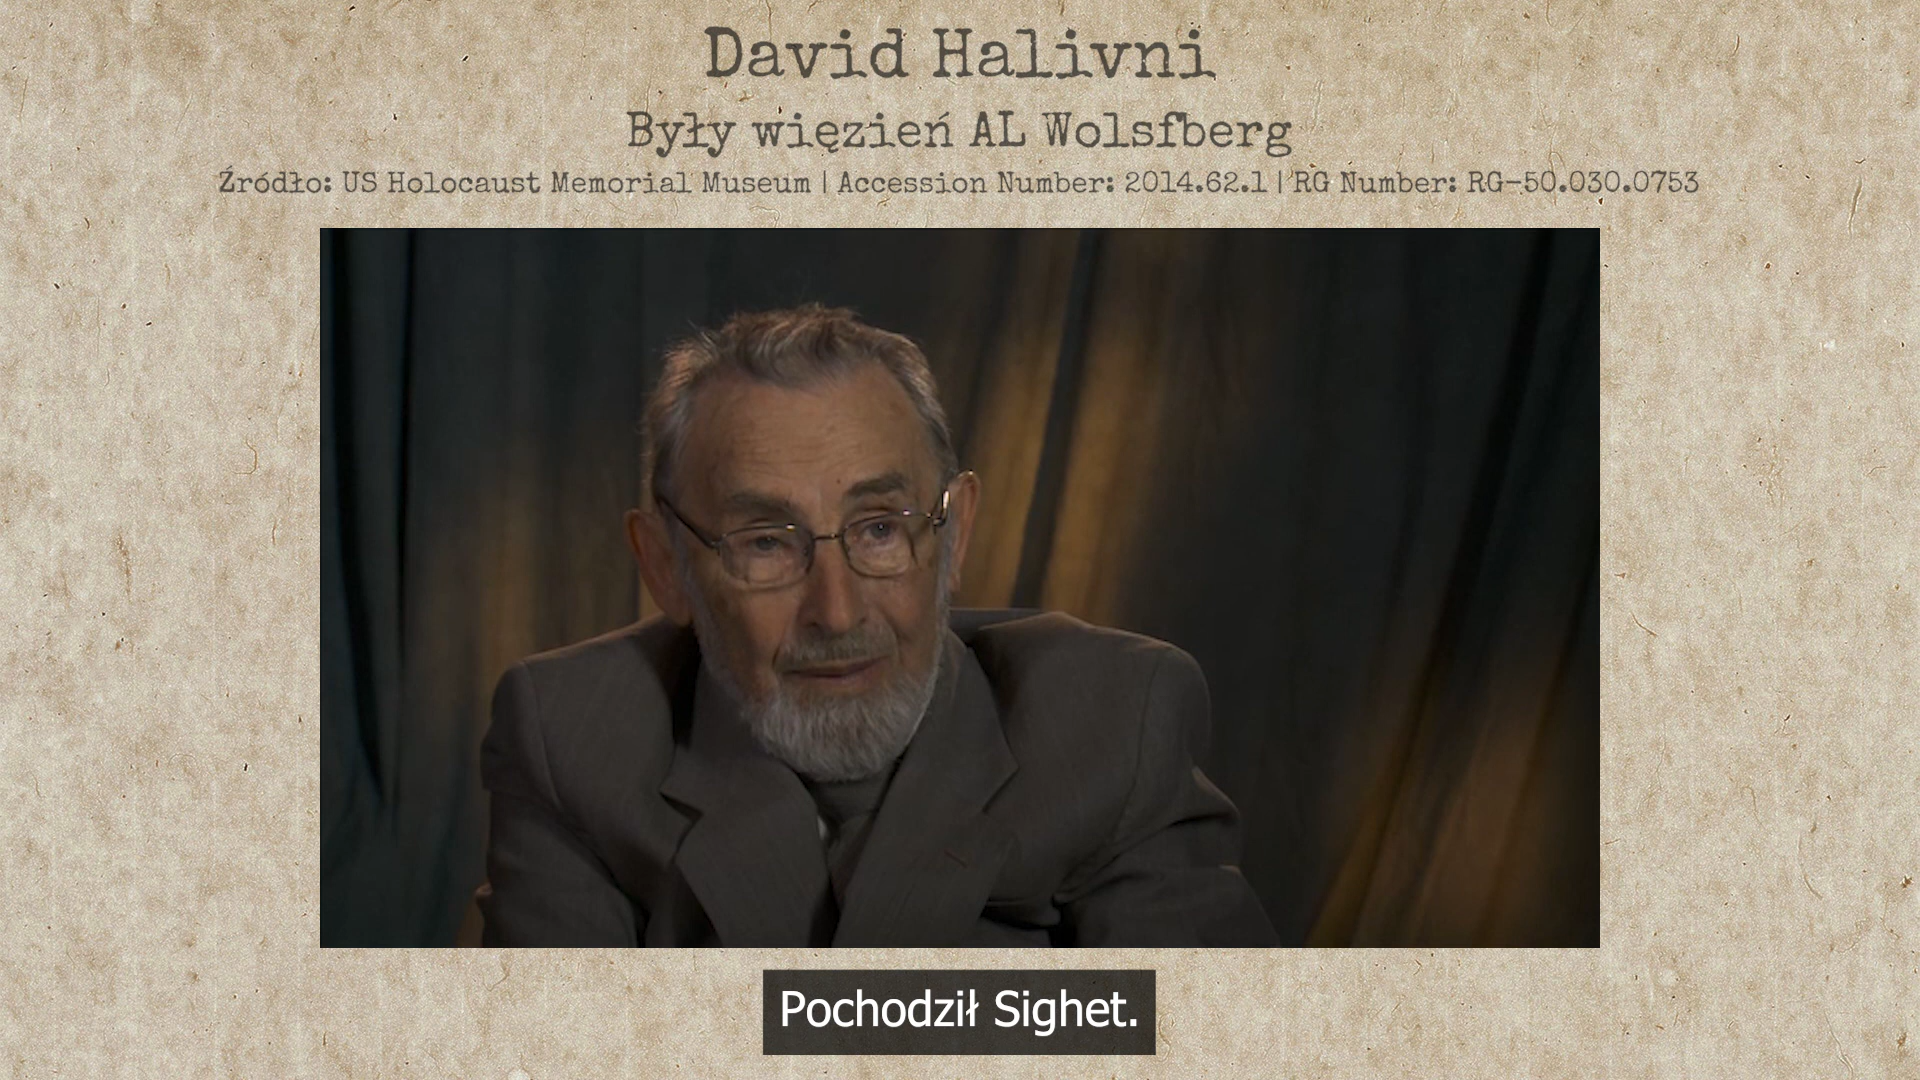 David Halivni
Były więzień AL Wolsfberg
Źródło: US Holocaust Memorial Museum | Accession Number: 2014.62.1 | RG Number: RG-50.030.0753
Pochodził Sighet.